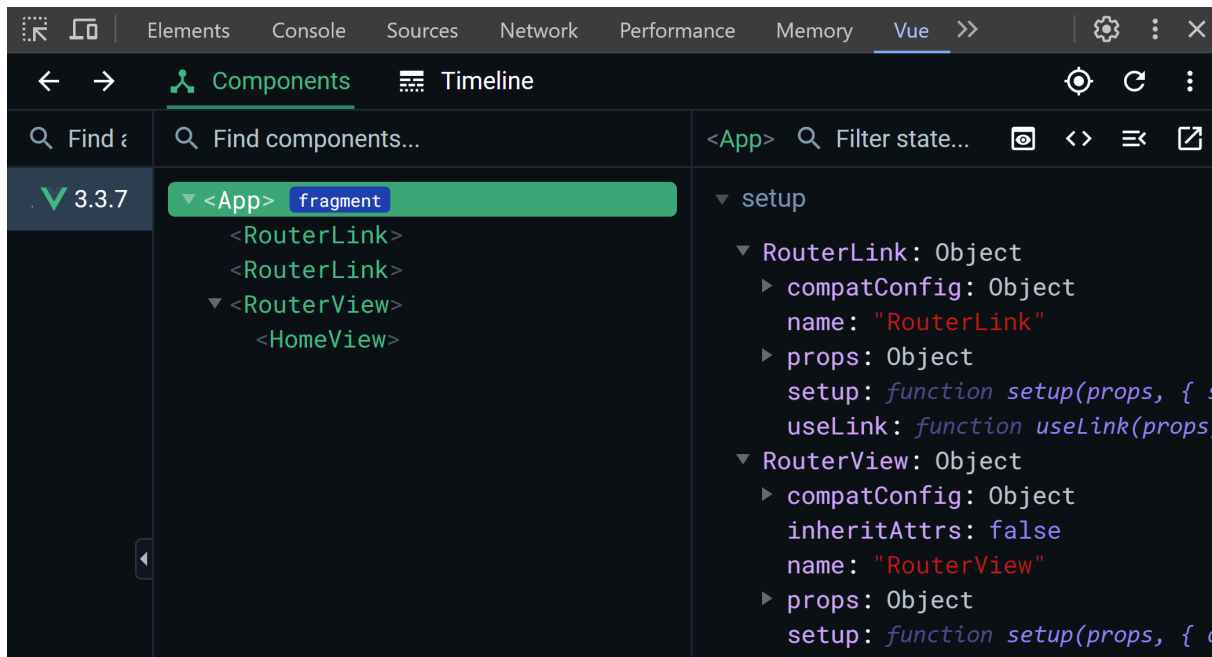 Elements Console Sources Network Performance Memory Vue
Components Timeline
Find
Find components...
<App> Filter state...
3.3.7
<App> fragment
<RouterLink>
<RouterLink>
<RouterView>
<HomeView>
setup
RouterLink: Object
compatConfig: Object
name: "RouterLink"
props: Object
setup: function setup(props, {
useLink: function useLink(props,
RouterView: Object
compatConfig: Object
inheritAttrs: false
name: "RouterView"
props: Object
setup: function setup(props, {